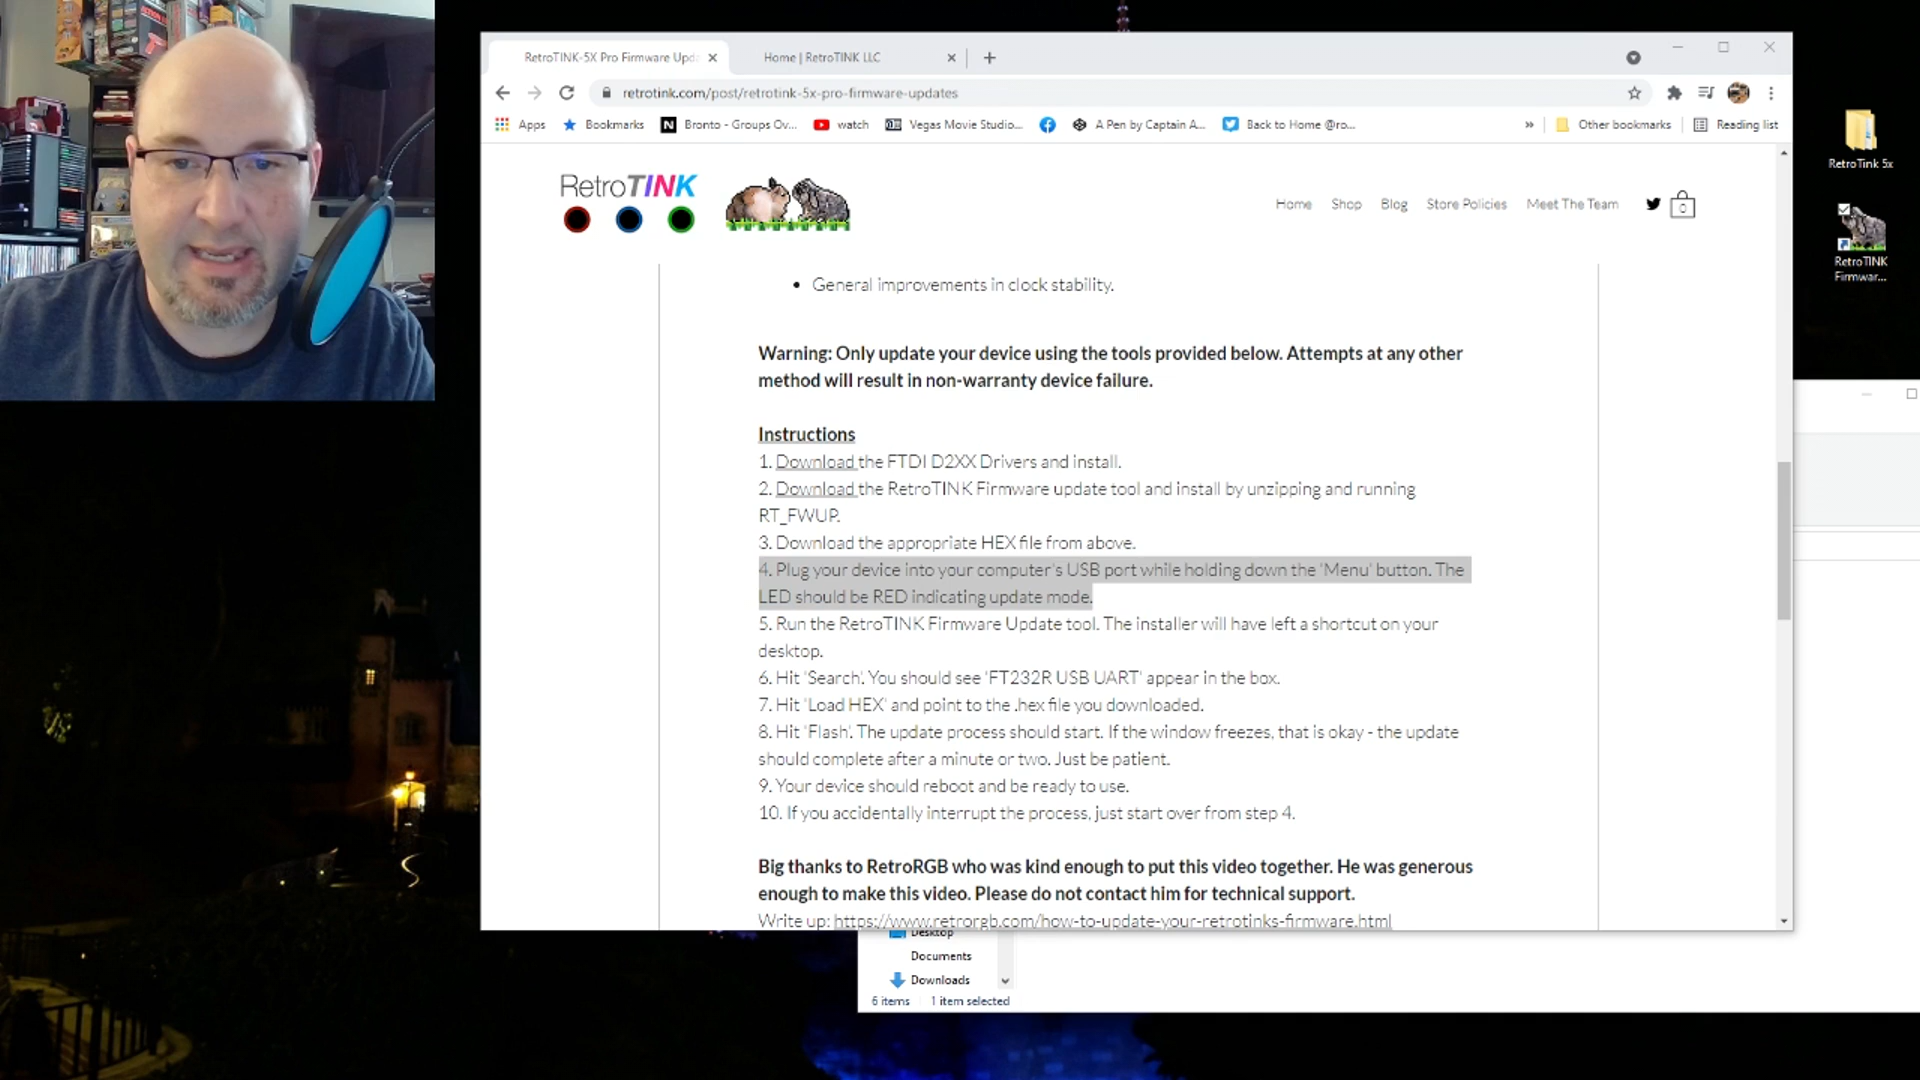 RetroTINK-5X Pro Firmware Upd
Home | RetroTINK LLC
retrotink.com/post/retrotink-5x-pro-firmware-updates
Apps
Bookmarks
Bronto - Groups Ov...
watch
Vegas Movie Studio...
A Pen by Captain A...
Back to Home @ro...
»
Other bookmarks
Reading list
RetroTINK
Home
Shop
Blog
Store Policies
Meet The Team
0
• General improvements in clock stability.
Warning: Only update your device using the tools provided below. Attempts at any other
method will result in non-warranty device failure.
Instructions
1. Download the FTDI D2XX Drivers and install.
2. Download the RetroTINK Firmware update tool and install by unzipping and running
RT_FWUP.
3. Download the appropriate HEX file from above.
4. Plug your device into your computer's USB port while holding down the 'Menu' button. The
LED should be RED indicating update mode.
5. Run the RetroTINK Firmware Update tool. The installer will have left a shortcut on your
desktop.
6. Hit 'Search'. You should see 'FT232R USB UART' appear in the box.
7. Hit 'Load HEX' and point to the .hex file you downloaded.
8. Hit 'Flash'. The update process should start. If the window freezes, that is okay - the update
should complete after a minute or two. Just be patient.
9. Your device should reboot and be ready to use.
10. If you accidentally interrupt the process, just start over from step 4.
Big thanks to RetroRGB who was kind enough to put this video together. He was generous
enough to make this video. Please do not contact him for technical support.
Write up: https://www.retrorgb.com/how-to-update-your-retrotinks-firmware.html
Desktop
Documents
Downloads
6 items
1 item selected
RetroTink 5x
RetroTINK
Firmwar...